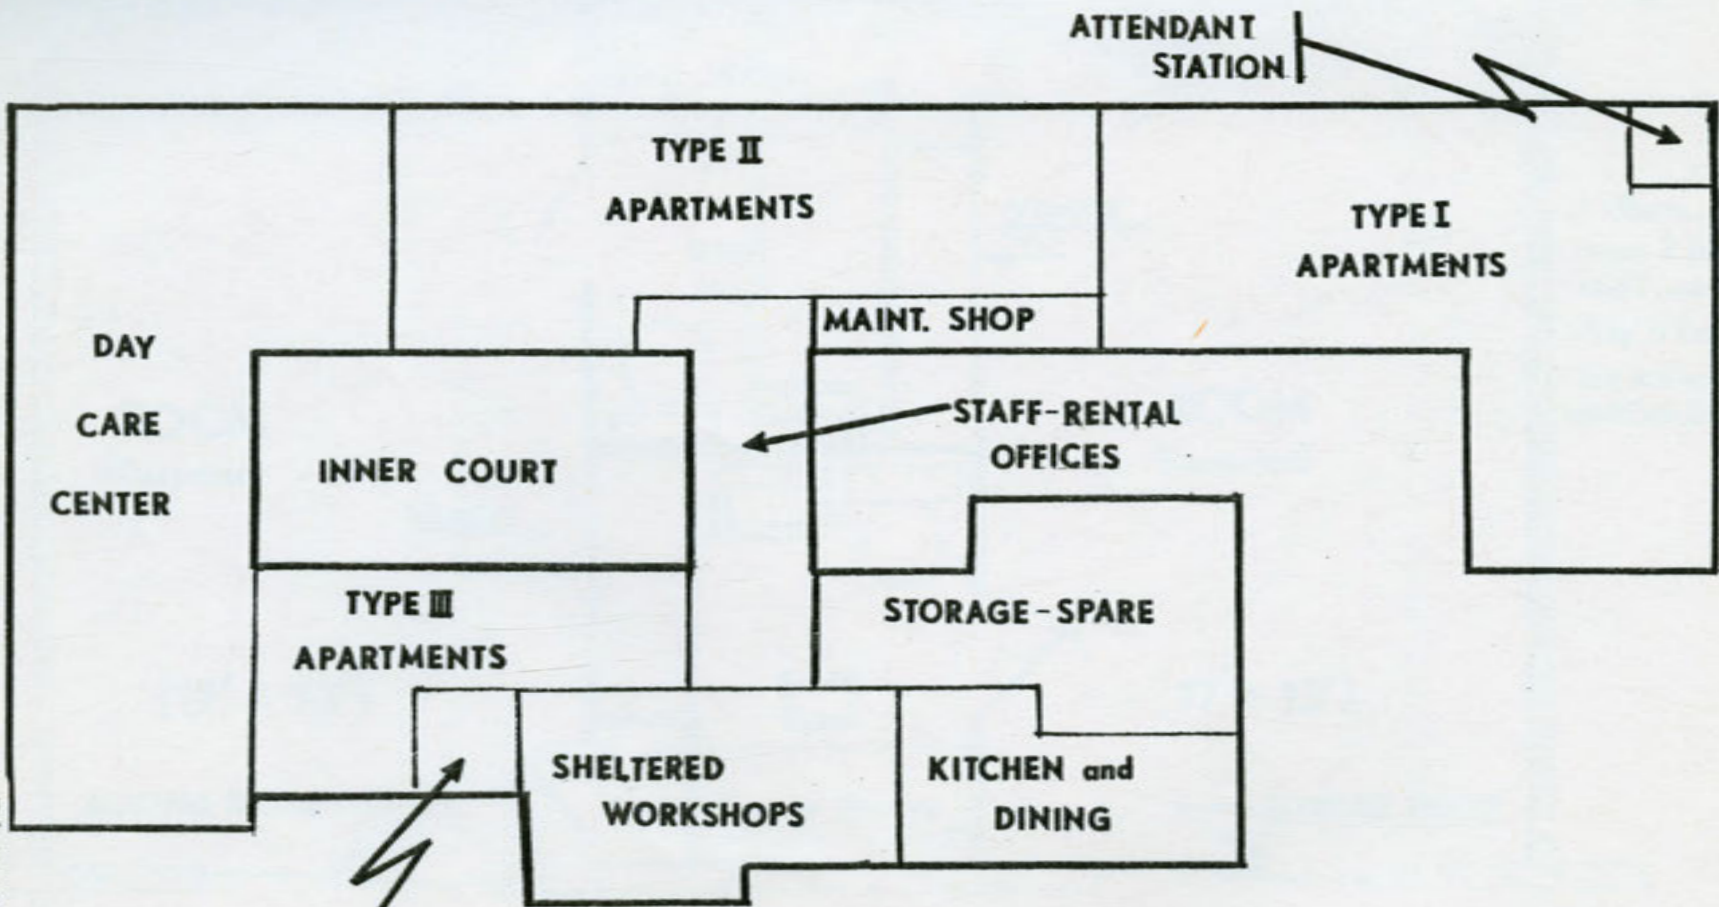 ATTENDANT
STATION
TYPE II
APARTMENTS
TYPE I
APARTMENTS
MAINT. SHOP
DAY
CARE
CENTER
STAFF-RENTAL
OFFICES
INNER COURT
TYPE III
APARTMENTS
STORAGE-SPARE
SHELTERED
WORKSHOPS
KITCHEN and
DINING